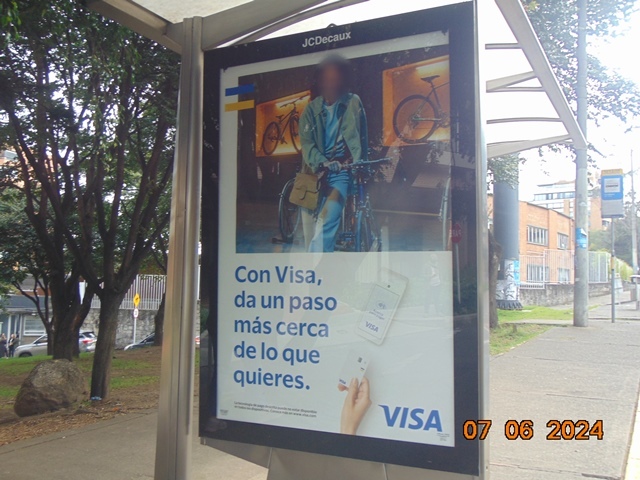 JCDecaux
Con Visa,
da un paso
más cerca
de lo que
quieres.
VISA
VISA
07 06 2024